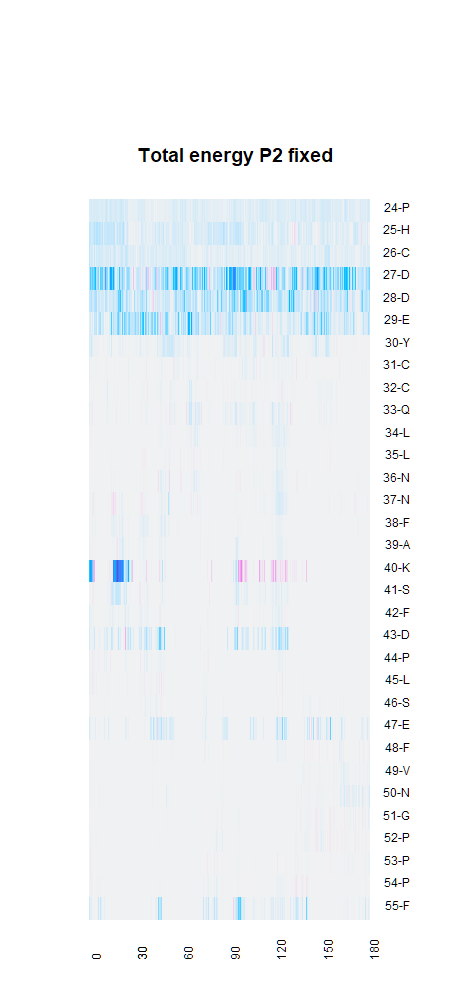 Total energy P2 fixed
24-P
25-H
26-C
27-D
28-D
29-E
30-Y
31-C
32-C
33-Q
34-L
35-L
36-N
37-N
38-F
39-A
40-K
41-S
42-F
43-D
44-P
45-L
46-S
47-E
48-F
49-V
50-N
51-G
52-P
53-P
54-P
55-F
0 30 60 90 120 150 180